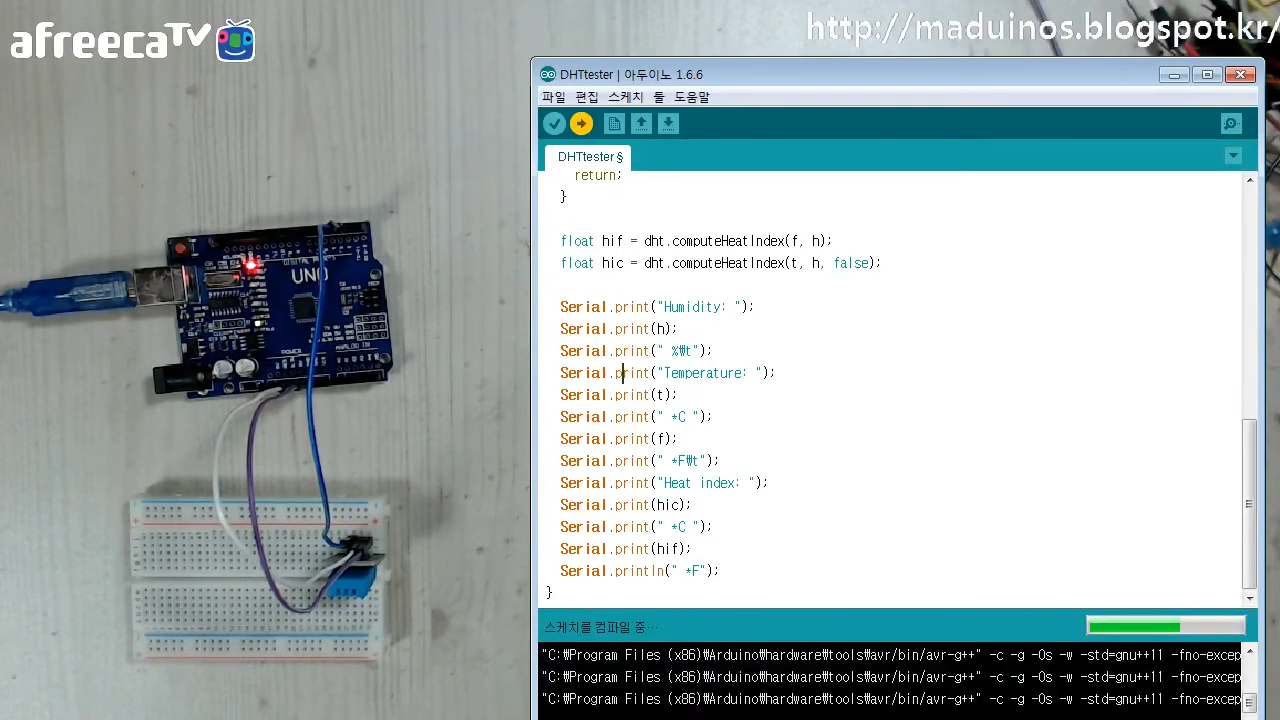 afreecaTV
http://maduinos.blogspot.kr/
DHTtester | 아두이노 1.6.6
파일 편집 스케치 툴 도움말
DHTtester §
return;
}
float hif = dht.computeHeatIndex(f, h);
float hic = dht.computeHeatIndex(t, h, false);
Serial.print("Humidity: ");
Serial.print(h);
Serial.print(" %₩t");
Serial.print("Temperature: ");
Serial.print(t);
Serial.print(" *C ");
Serial.print(f);
Serial.print(" *F₩t");
Serial.print("Heat index: ");
Serial.print(hic);
Serial.print(" *C ");
Serial.print(hif);
Serial.println(" *F");
}
스케치를 컴파일 중…
"C:₩Program Files (x86)₩Arduino₩hardware₩tools₩avr/bin/avr-g++" -c -g -Os -w -std=gnu++11 -fno-excep
"C:₩Program Files (x86)₩Arduino₩hardware₩tools₩avr/bin/avr-g++" -c -g -Os -w -std=gnu++11 -fno-excep
"C:₩Program Files (x86)₩Arduino₩hardware₩tools₩avr/bin/avr-g++" -c -g -Os -w -std=gnu++11 -fno-excep
UNO
POWER